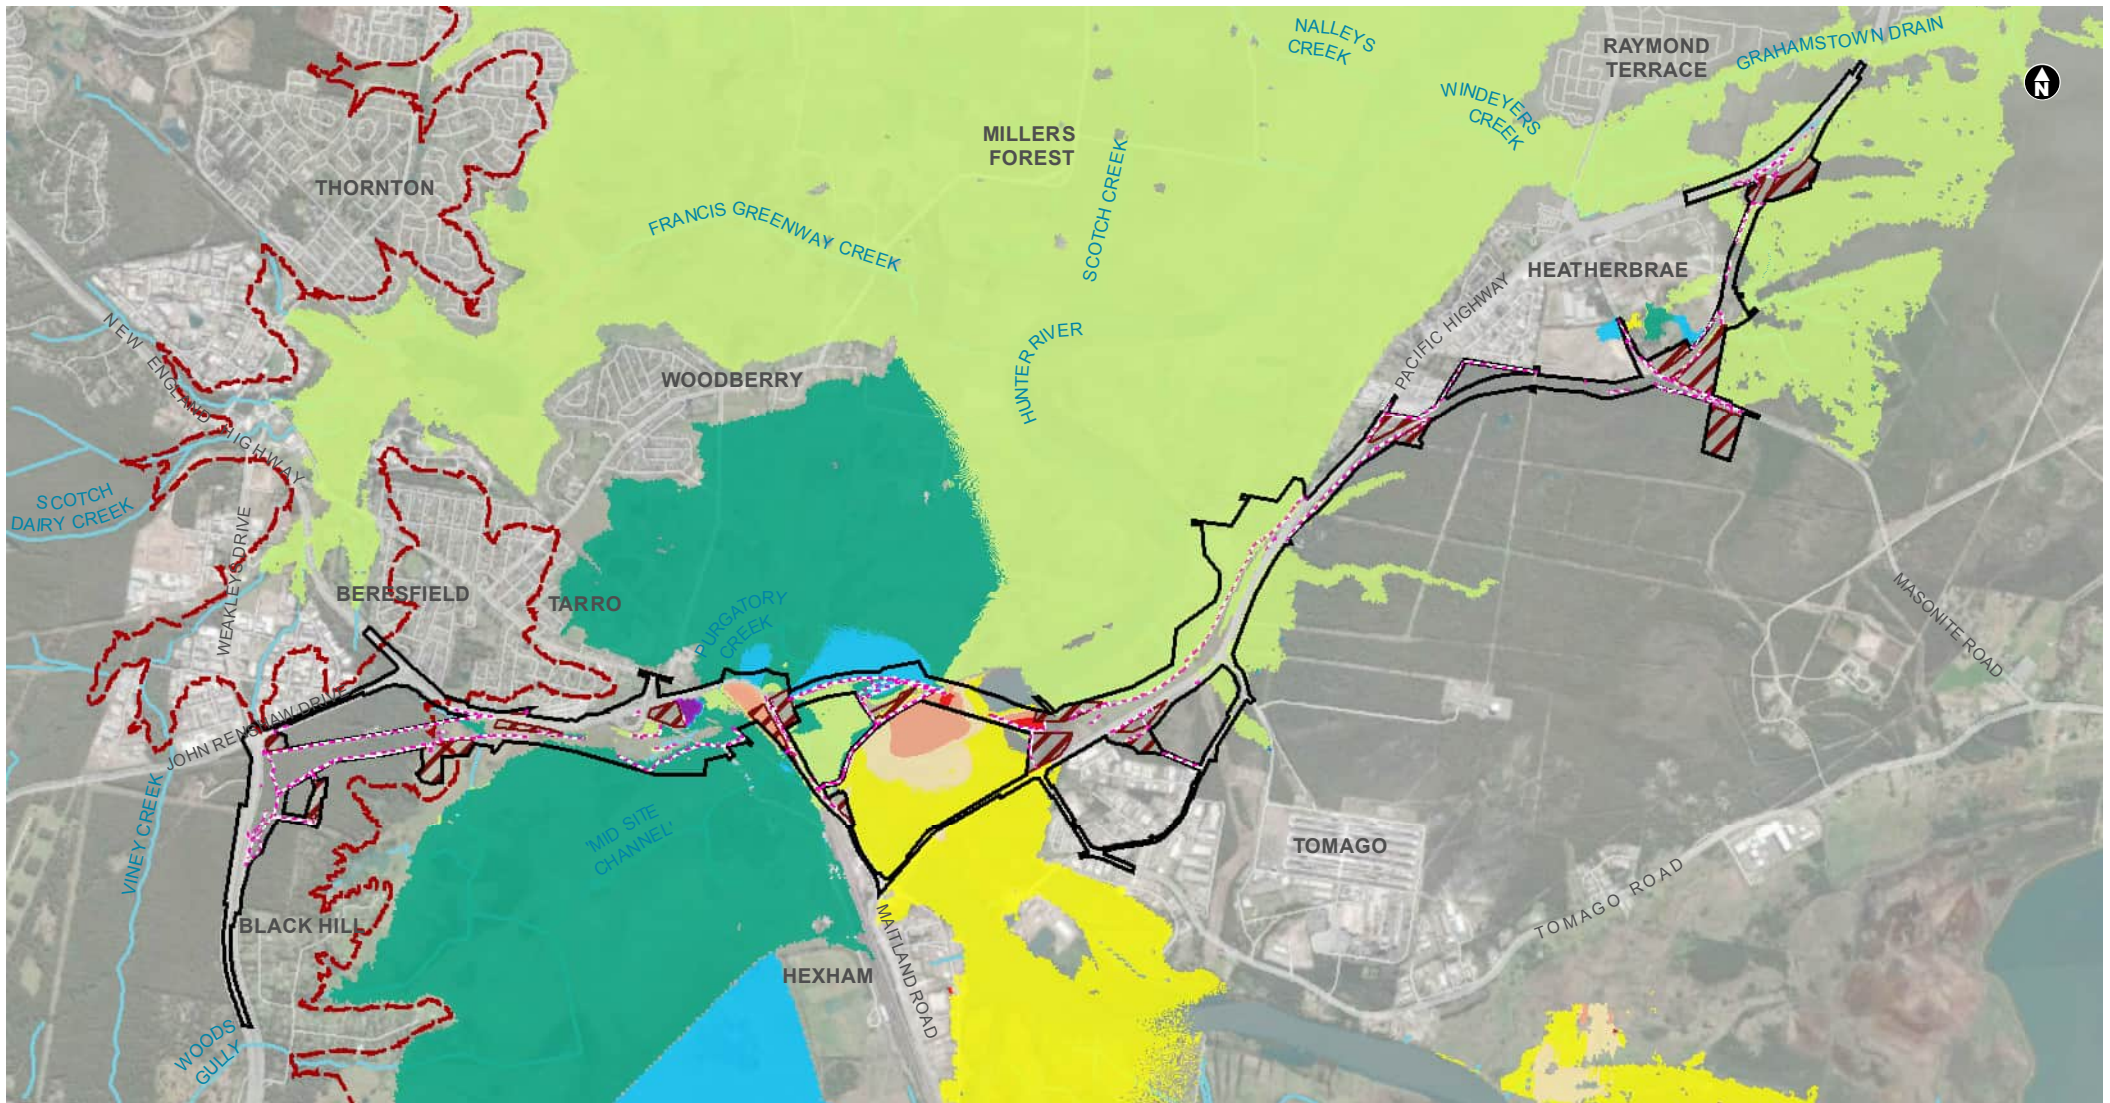 NALLEYS
CREEK
RAYMOND
TERRACE
GRAHAMSTOWN DRAIN
N
WINDEYERS
CREEK
MILLERS
FOREST
SCOTCH CREEK
THORNTON
FRANCIS GREENWAY CREEK
HEATHERBRAE
PACIFIC HIGHWAY
HUNTER RIVER
NEW ENGLAND HIGHWAY
WOODBERRY
SCOTCH
DAIRY CREEK
WEAKLEYS DRIVE
BERESFIELD
TARRO
PURGATORY
CREEK
MASONITE ROAD
JOHN RENSHAW DRIVE
VINEY CREEK
'MID SITE
CHANNEL'
TOMAGO
TOMAGO ROAD
BLACK HILL
HEXHAM
MAITLAND ROAD
WOODS
GULLY